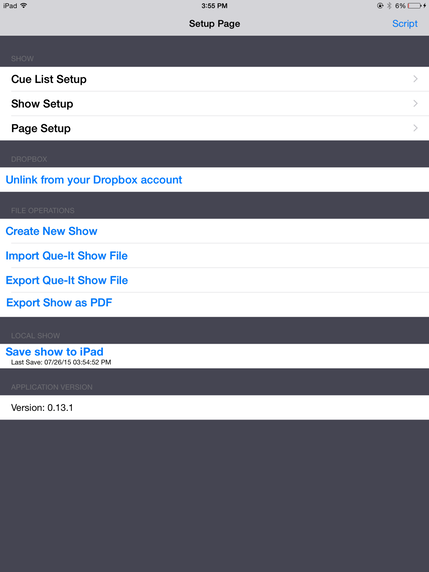 iPad
3:55 PM
6%
Setup Page
Script
SHOW
Cue List Setup
Show Setup
Page Setup
DROPBOX
Unlink from your Dropbox account
FILE OPERATIONS
Create New Show
Import Que-It Show File
Export Que-It Show File
Export Show as PDF
LOCAL SHOW
Save show to iPad
Last Save: 07/26/15 03:54:52 PM
APPLICATION VERSION
Version: 0.13.1